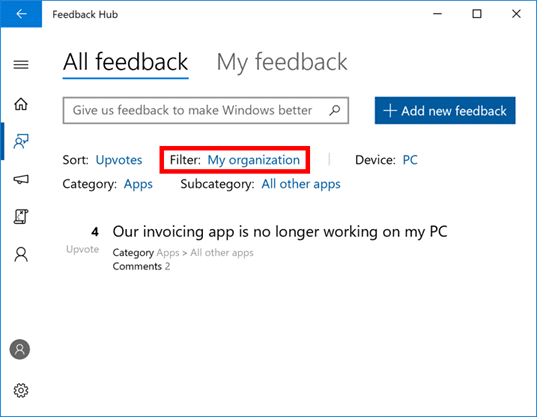 Feedback Hub
All feedback My feedback
Give us feedback to make Windows better
Add new feedback
Sort: Upvotes Filter: My organization Device: PC
Category: Apps Subcategory: All other apps
4 Our invoicing app is no longer working on my PC
Upvote Category Apps > All other apps
Comments 2